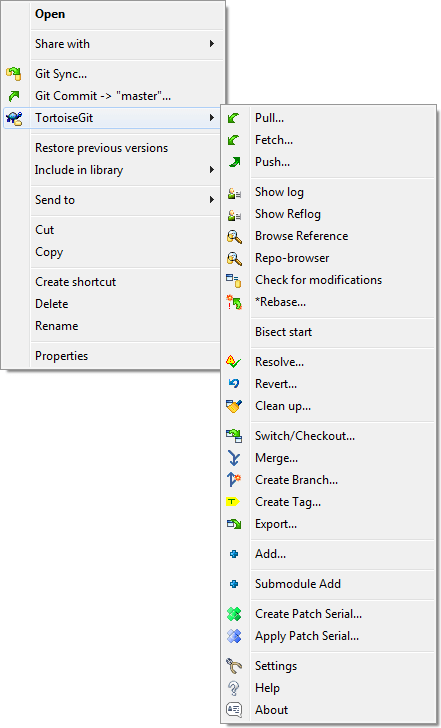 Open
Share with
Git Sync...
Git Commit -> "master"...
TortoiseGit
Restore previous versions
Include in library
Send to
Cut
Copy
Create shortcut
Delete
Rename
Properties
Pull...
Fetch...
Push...
Show log
Show Reflog
Browse Reference
Repo-browser
Check for modifications
*Rebase...
Bisect start
Resolve...
Revert...
Clean up...
Switch/Checkout...
Merge...
Create Branch...
Create Tag...
Export...
Add...
Submodule Add
Create Patch Serial...
Apply Patch Serial...
Settings
Help
About